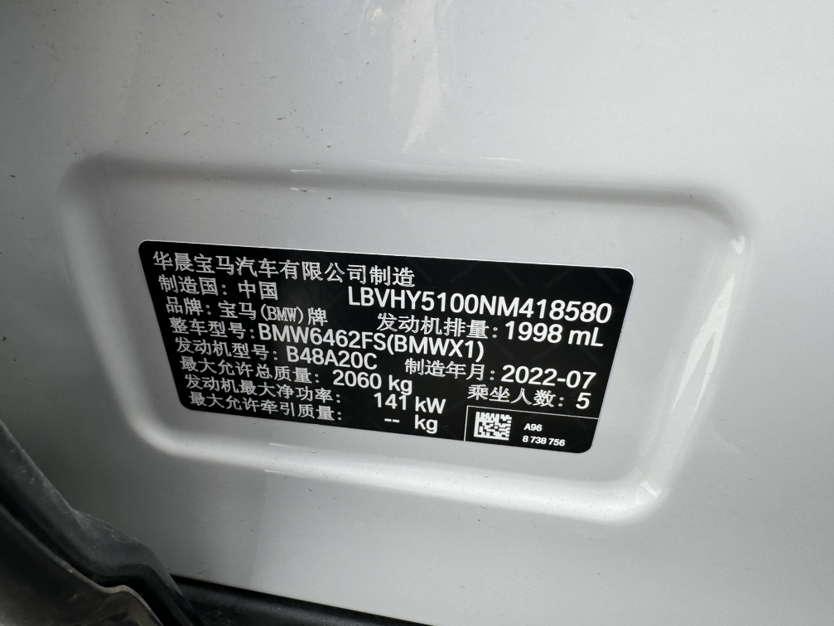 华晨宝马汽车有限公司制造
制造国: 中国 LBVHY5100NM418580
品牌: 宝马(BMW)牌 发动机排量: 1998 mL
整车型号: BMW6462FS(BMWX1)
发动机型号: B48A20C 制造年月: 2022-07
最大允许总质量: 2060 kg 乘坐人数: 5
发动机最大净功率: 141 kW
最大允许牵引质量: -- kg
A96
8 738 756